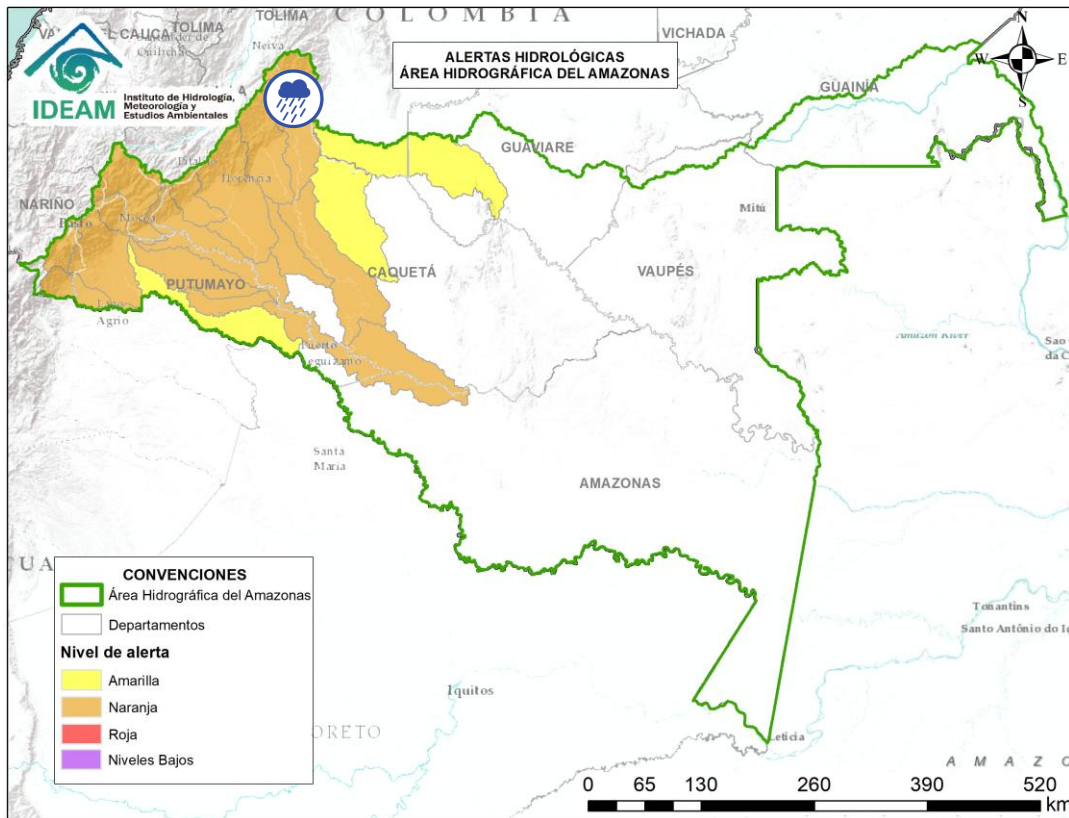 COLOMBIA
TOLIMA
TOLIMA
Neiva
VICHADA
ALERTAS HIDROLÓGICAS
ÁREA HIDROGRÁFICA DEL AMAZONAS
N
W
E
S
IDEAM
Instituto de Hidrología,
Meteorología y
Estudios Ambientales
GUAINÍA
GUAVIARE
NARIÑO
Mocoa
Mitú
CAQUETÁ
VAUPÉS
PUTUMAYO
Agrio
Puerto
Amazon River
Santa
María
AMAZONAS
CONVENCIONES
Área Hidrográfica del Amazonas
Departamentos
Nivel de alerta
Amarilla
Naranja
Roja
Niveles Bajos
Tonantins
Santo Antônio do
Iquitos
Leticia
0 65 130 260 390 520
km